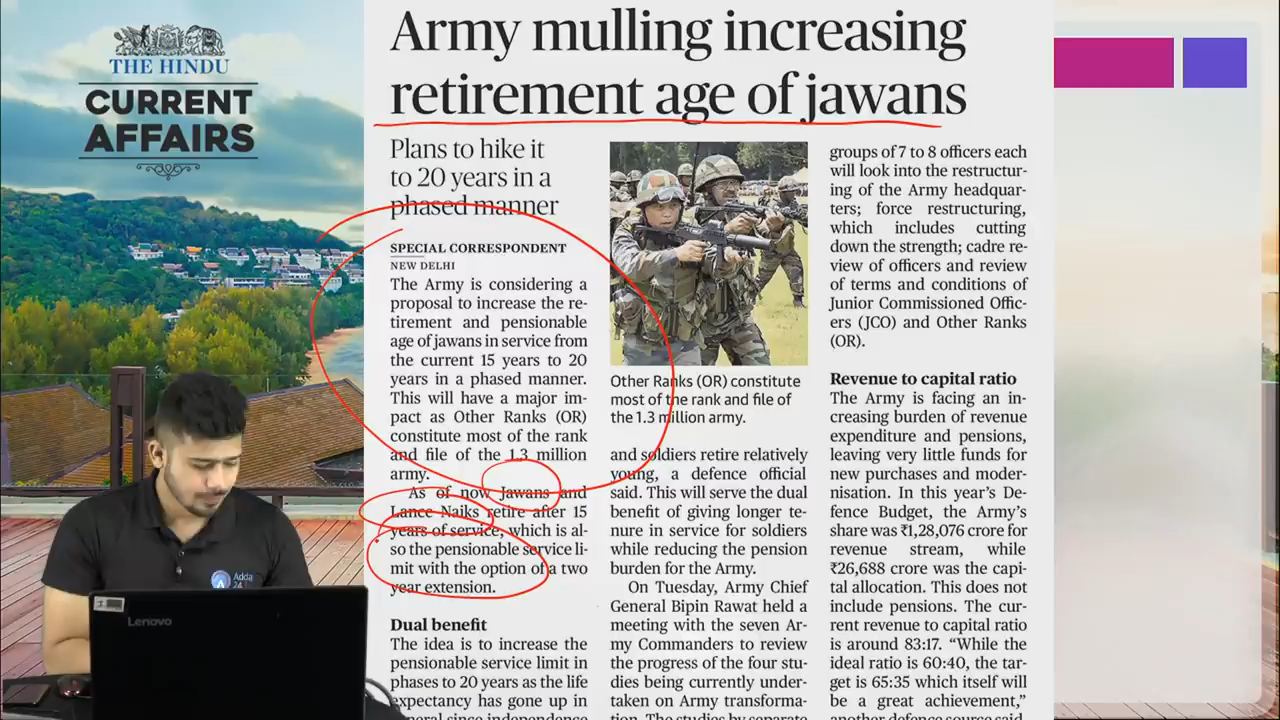 THE HINDU
CURRENT
AFFAIRS
Army mulling increasing
retirement age of jawans
Plans to hike it
to 20 years in a
phased manner
SPECIAL CORRESPONDENT
NEW DELHI
The Army is considering a
proposal to increase the re-
tirement and pensionable
age of jawans in service from
the current 15 years to 20
years in a phased manner.
This will have a major im-
pact as Other Ranks (OR)
constitute most of the rank
and file of the 1.3 million
army.
As of now Jawans and
Lance Naiks retire after 15
years of service, which is al-
so the pensionable service li-
mit with the option of a two
year extension.
Dual benefit
The idea is to increase the
pensionable service limit in
phases to 20 years as the life
expectancy has gone up in
general since independence
Other Ranks (OR) constitute
most of the rank and file of
the 1.3 million army.
and soldiers retire relatively
young, a defence official
said. This will serve the dual
benefit of giving longer te-
nure in service for soldiers
while reducing the pension
burden for the Army.
On Tuesday, Army Chief
General Bipin Rawat held a
meeting with the seven Ar-
my Commanders to review
the progress of the four stu-
dies being currently under-
taken on Army transforma-
tion. The studies by separate
groups of 7 to 8 officers each
will look into the restructur-
ing of the Army headquar-
ters; force restructuring,
which includes cutting
down the strength; cadre re-
view of officers and review
of terms and conditions of
Junior Commissioned Offic-
ers (JCO) and Other Ranks
(OR).
Revenue to capital ratio
The Army is facing an in-
creasing burden of revenue
expenditure and pensions,
leaving very little funds for
new purchases and moder-
nisation. In this year's De-
fence Budget, the Army's
share was ₹1,28,076 crore for
revenue stream, while
₹26,688 crore was the capi-
tal allocation. This does not
include pensions. The cur-
rent revenue to capital ratio
is around 83:17. “While the
ideal ratio is 60:40, the tar-
get is 65:35 which itself will
be a great achievement,”
another defence source said
Adda
24
Lenovo